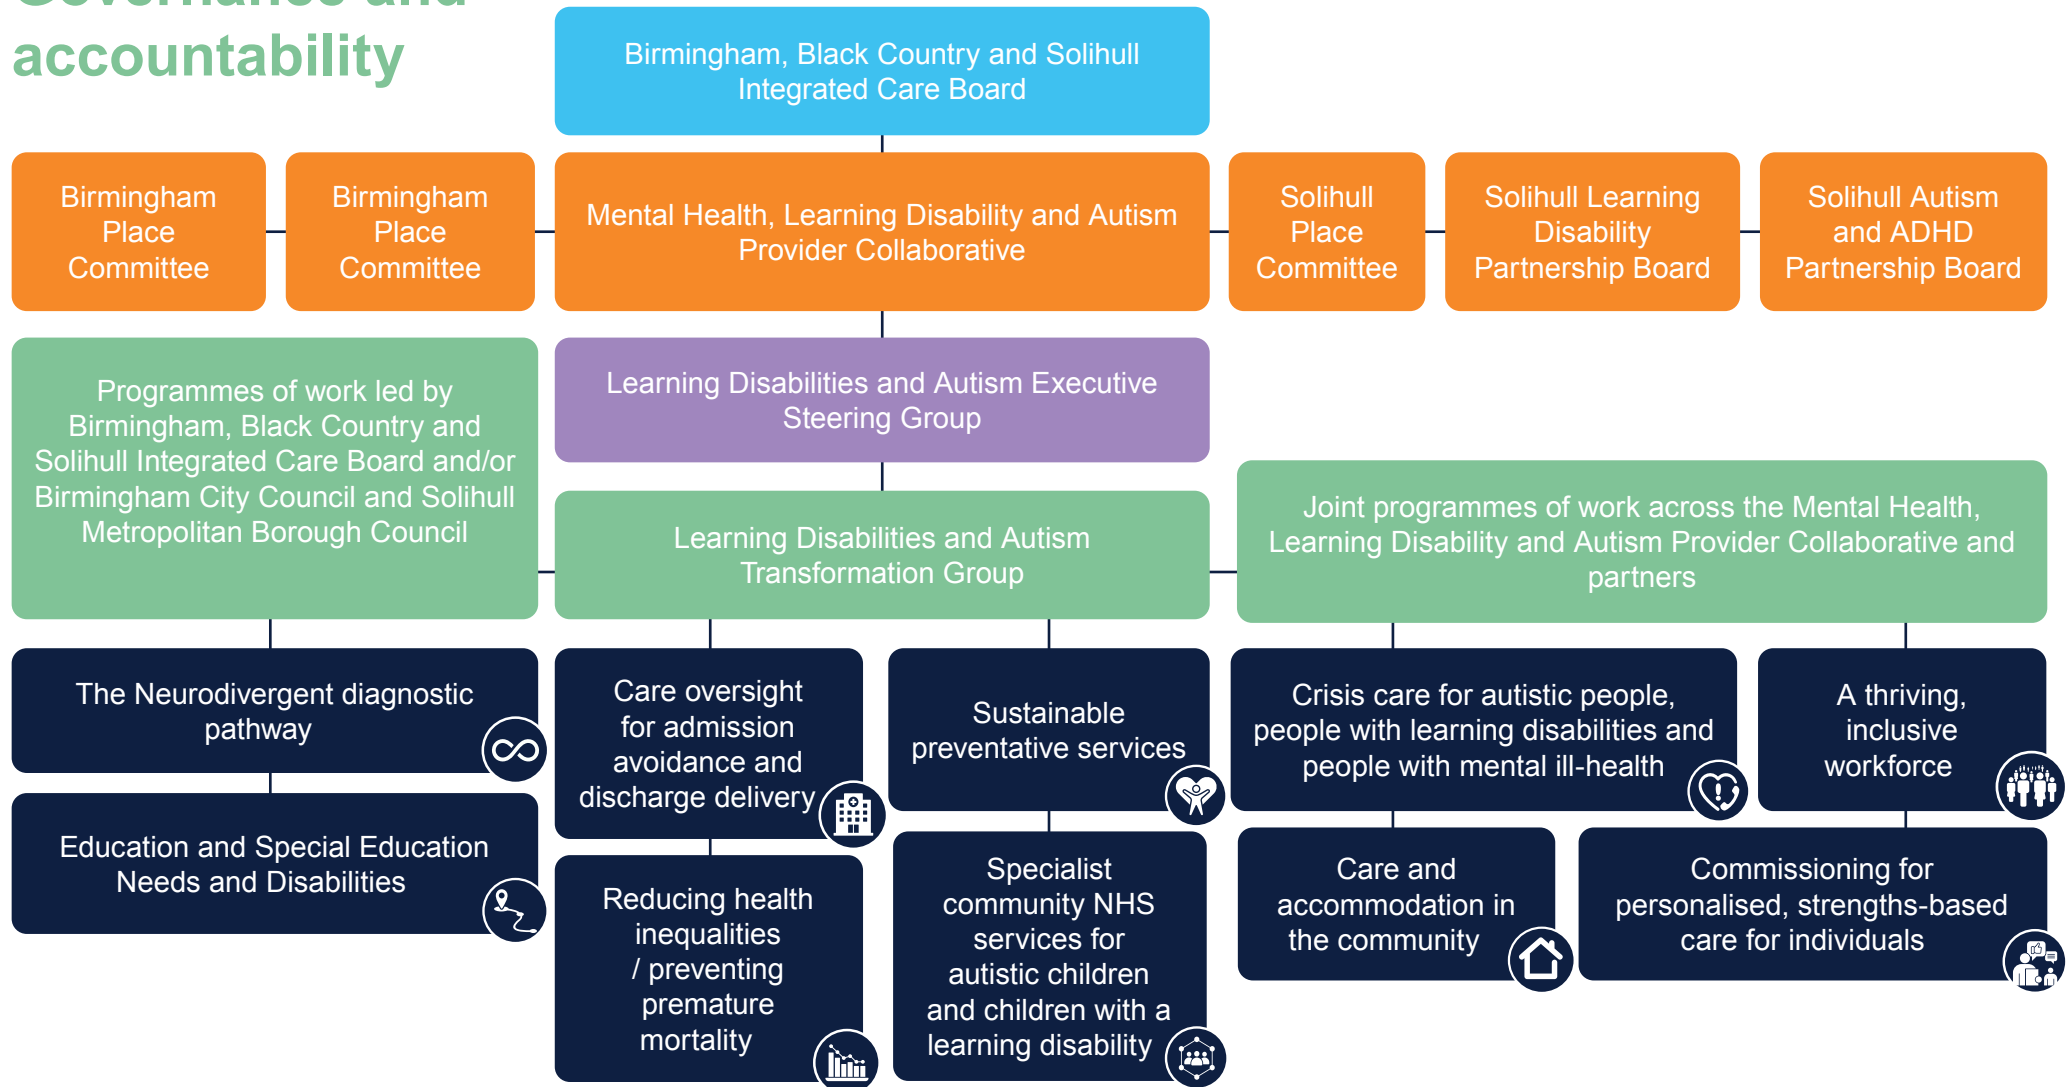 Governance and
accountability
Birmingham, Black Country and Solihull
Integrated Care Board
Birmingham
Place
Committee
Birmingham
Place
Committee
Mental Health, Learning Disability and Autism
Provider Collaborative
Solihull
Place
Committee
Solihull Learning
Disability
Partnership Board
Solihull Autism
and ADHD
Partnership Board
Programmes of work led by
Birmingham, Black Country and
Solihull Integrated Care Board and/or
Birmingham City Council and Solihull
Metropolitan Borough Council
Learning Disabilities and Autism Executive
Steering Group
Learning Disabilities and Autism
Transformation Group
Joint programmes of work across the Mental Health,
Learning Disability and Autism Provider Collaborative and
partners
The Neurodivergent diagnostic
pathway
Education and Special Education
Needs and Disabilities
Care oversight
for admission
avoidance and
discharge delivery
Reducing health
inequalities
/ preventing
premature
mortality
Sustainable
preventative services
Specialist
community NHS
services for
autistic children
and children with a
learning disability
Crisis care for autistic people,
people with learning disabilities and
people with mental ill-health
A thriving,
inclusive
workforce
Care and
accommodation in
the community
Commissioning for
personalised, strengths-based
care for individuals